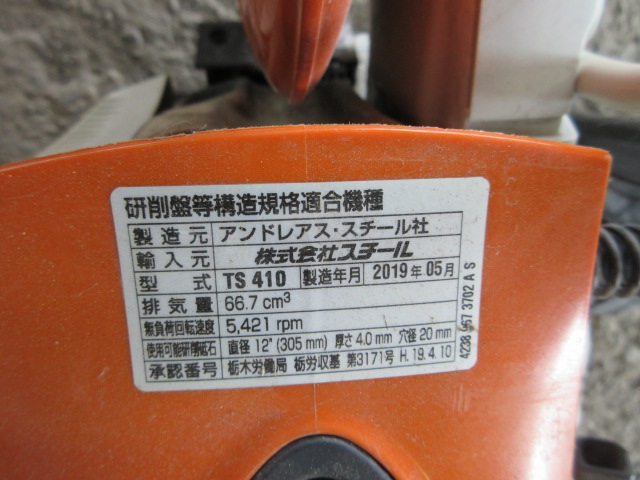 研削盤等構造規格適合機種
製造元 アンドレアス・スチール社
輸入元 株式会社スチール
型式 TS 410 製造年月 2019年05月
排気量 66.7 cm³
無負荷回転速度 5,421 rpm
使用可能研削砥石 直径 12" (305 mm) 厚さ 4.0 mm 穴径 20 mm
承認番号 栃木労働局 栃労収基 第3171号 H.19.4.10
4238 967 3702 A S